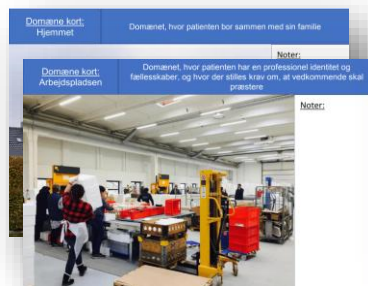 Domæne kort:
Hjemmet
Domænet, hvor patienten bor sammen med sin familie
Noter:
Domæne kort:
Arbejdspladsen
Domænet, hvor patienten har en professionel identitet og
fællesskaber, og hvor der stilles krav om, at vedkommende skal
præstere
Noter: